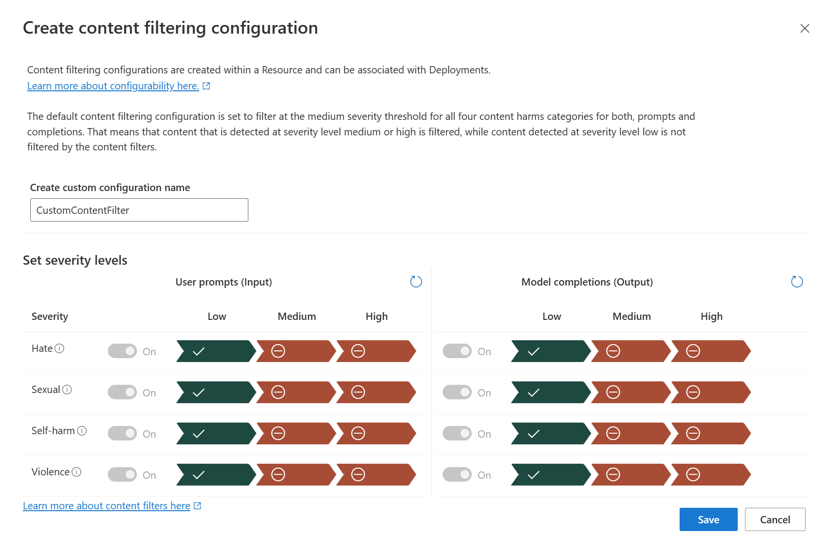 Create content filtering configuration
Content filtering configurations are created within a Resource and can be associated with Deployments.
Learn more about configurability here.
The default content filtering configuration is set to filter at the medium severity threshold for all four content harms categories for both, prompts and
completions. That means that content that is detected at severity level medium or high is filtered, while content detected at severity level low is not
filtered by the content filters.
Create custom configuration name
CustomContentFilter
Set severity levels
User prompts (Input) Model completions (Output)
Severity Low Medium High Low Medium High
Hate On On
Sexual On On
Self-harm On On
Violence On On
Learn more about content filters here
Save Cancel